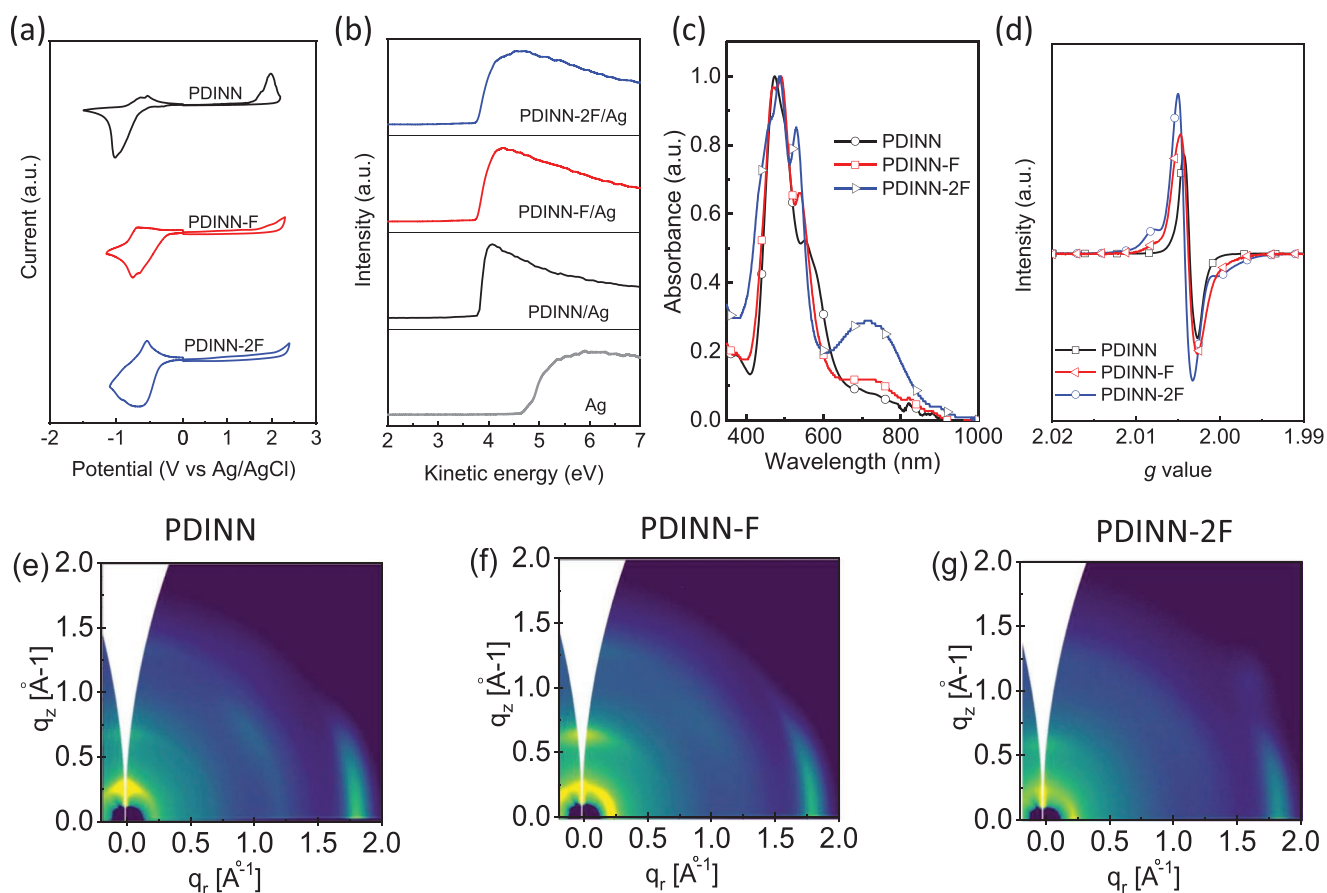 (a)
PDINN
PDINN-F
PDINN-2F
Current (a.u.)
-2 -1 0 1 2 3
Potential (V vs Ag/AgCl)
(b)
PDINN-2F/Ag
PDINN-F/Ag
PDINN/Ag
Ag
Intensity (a.u.)
2 3 4 5 6 7
Kinetic energy (eV)
(c)
PDINN
PDINN-F
PDINN-2F
Absorbance (a.u.)
1.0
0.8
0.6
0.4
0.2
0.0
400 600 800 1000
Wavelength (nm)
(d)
PDINN
PDINN-F
PDINN-2F
Intensity (a.u.)
2.02 2.01 2.00 1.99
g value
PDINN
(e)
2.0
1.5
1.0
0.5
0.0
qz [Å-1]
0.0 0.5 1.0 1.5 2.0
qr [Å-1]
PDINN-F
(f)
2.0
1.5
1.0
0.5
0.0
qz [Å-1]
0.0 0.5 1.0 1.5 2.0
qr [Å-1]
PDINN-2F
(g)
2.0
1.5
1.0
0.5
0.0
qz [Å-1]
0.0 0.5 1.0 1.5 2.0
qr [Å-1]